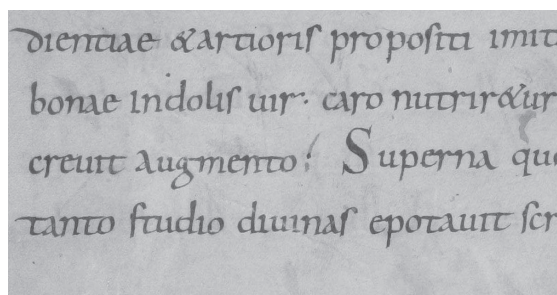 dientiae & artioris propositi imit
bonae indolis uir. caro nutrir&ur
creuit augmento; Superna qu
tanto studio diuinas epotauit scr